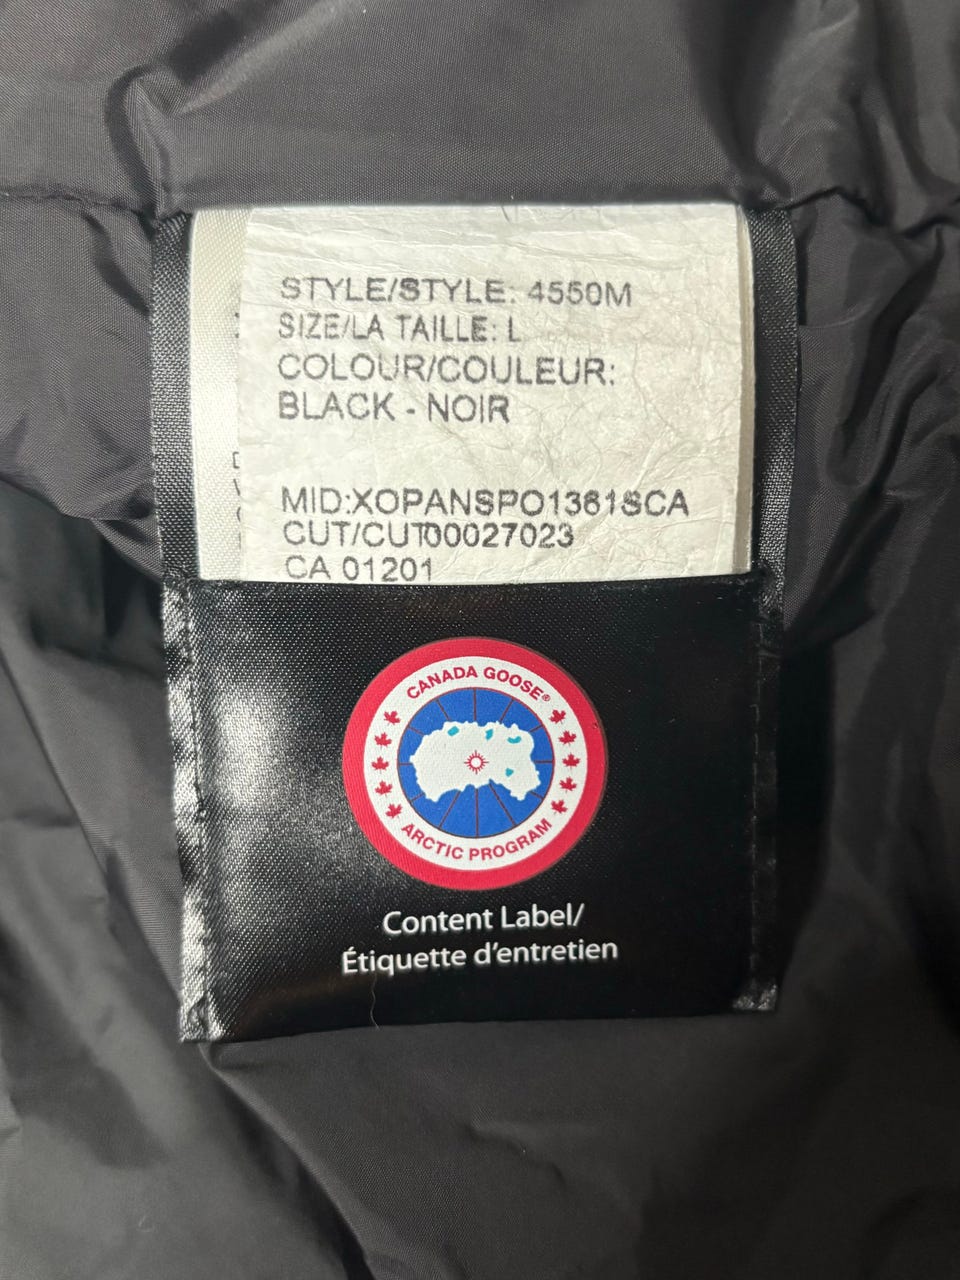 STYLE/STYLE: 4550M
SIZE/LA TAILLE: L
COLOUR/COULEUR:
BLACK - NOIR
MID:XOPANSPO1361SCA
CUT/CUT00027023
CA 01201
CANADA GOOSE®
ARCTIC PROGRAM
Content Label/
Étiquette d'entretien